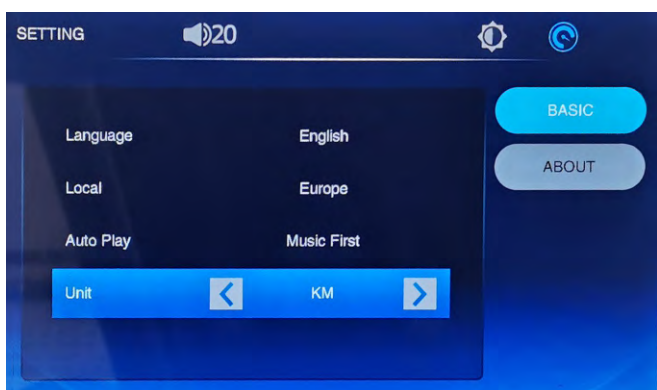 SETTING
20
BASIC
Language English
ABOUT
Local Europe
Auto Play Music First
Unit KM